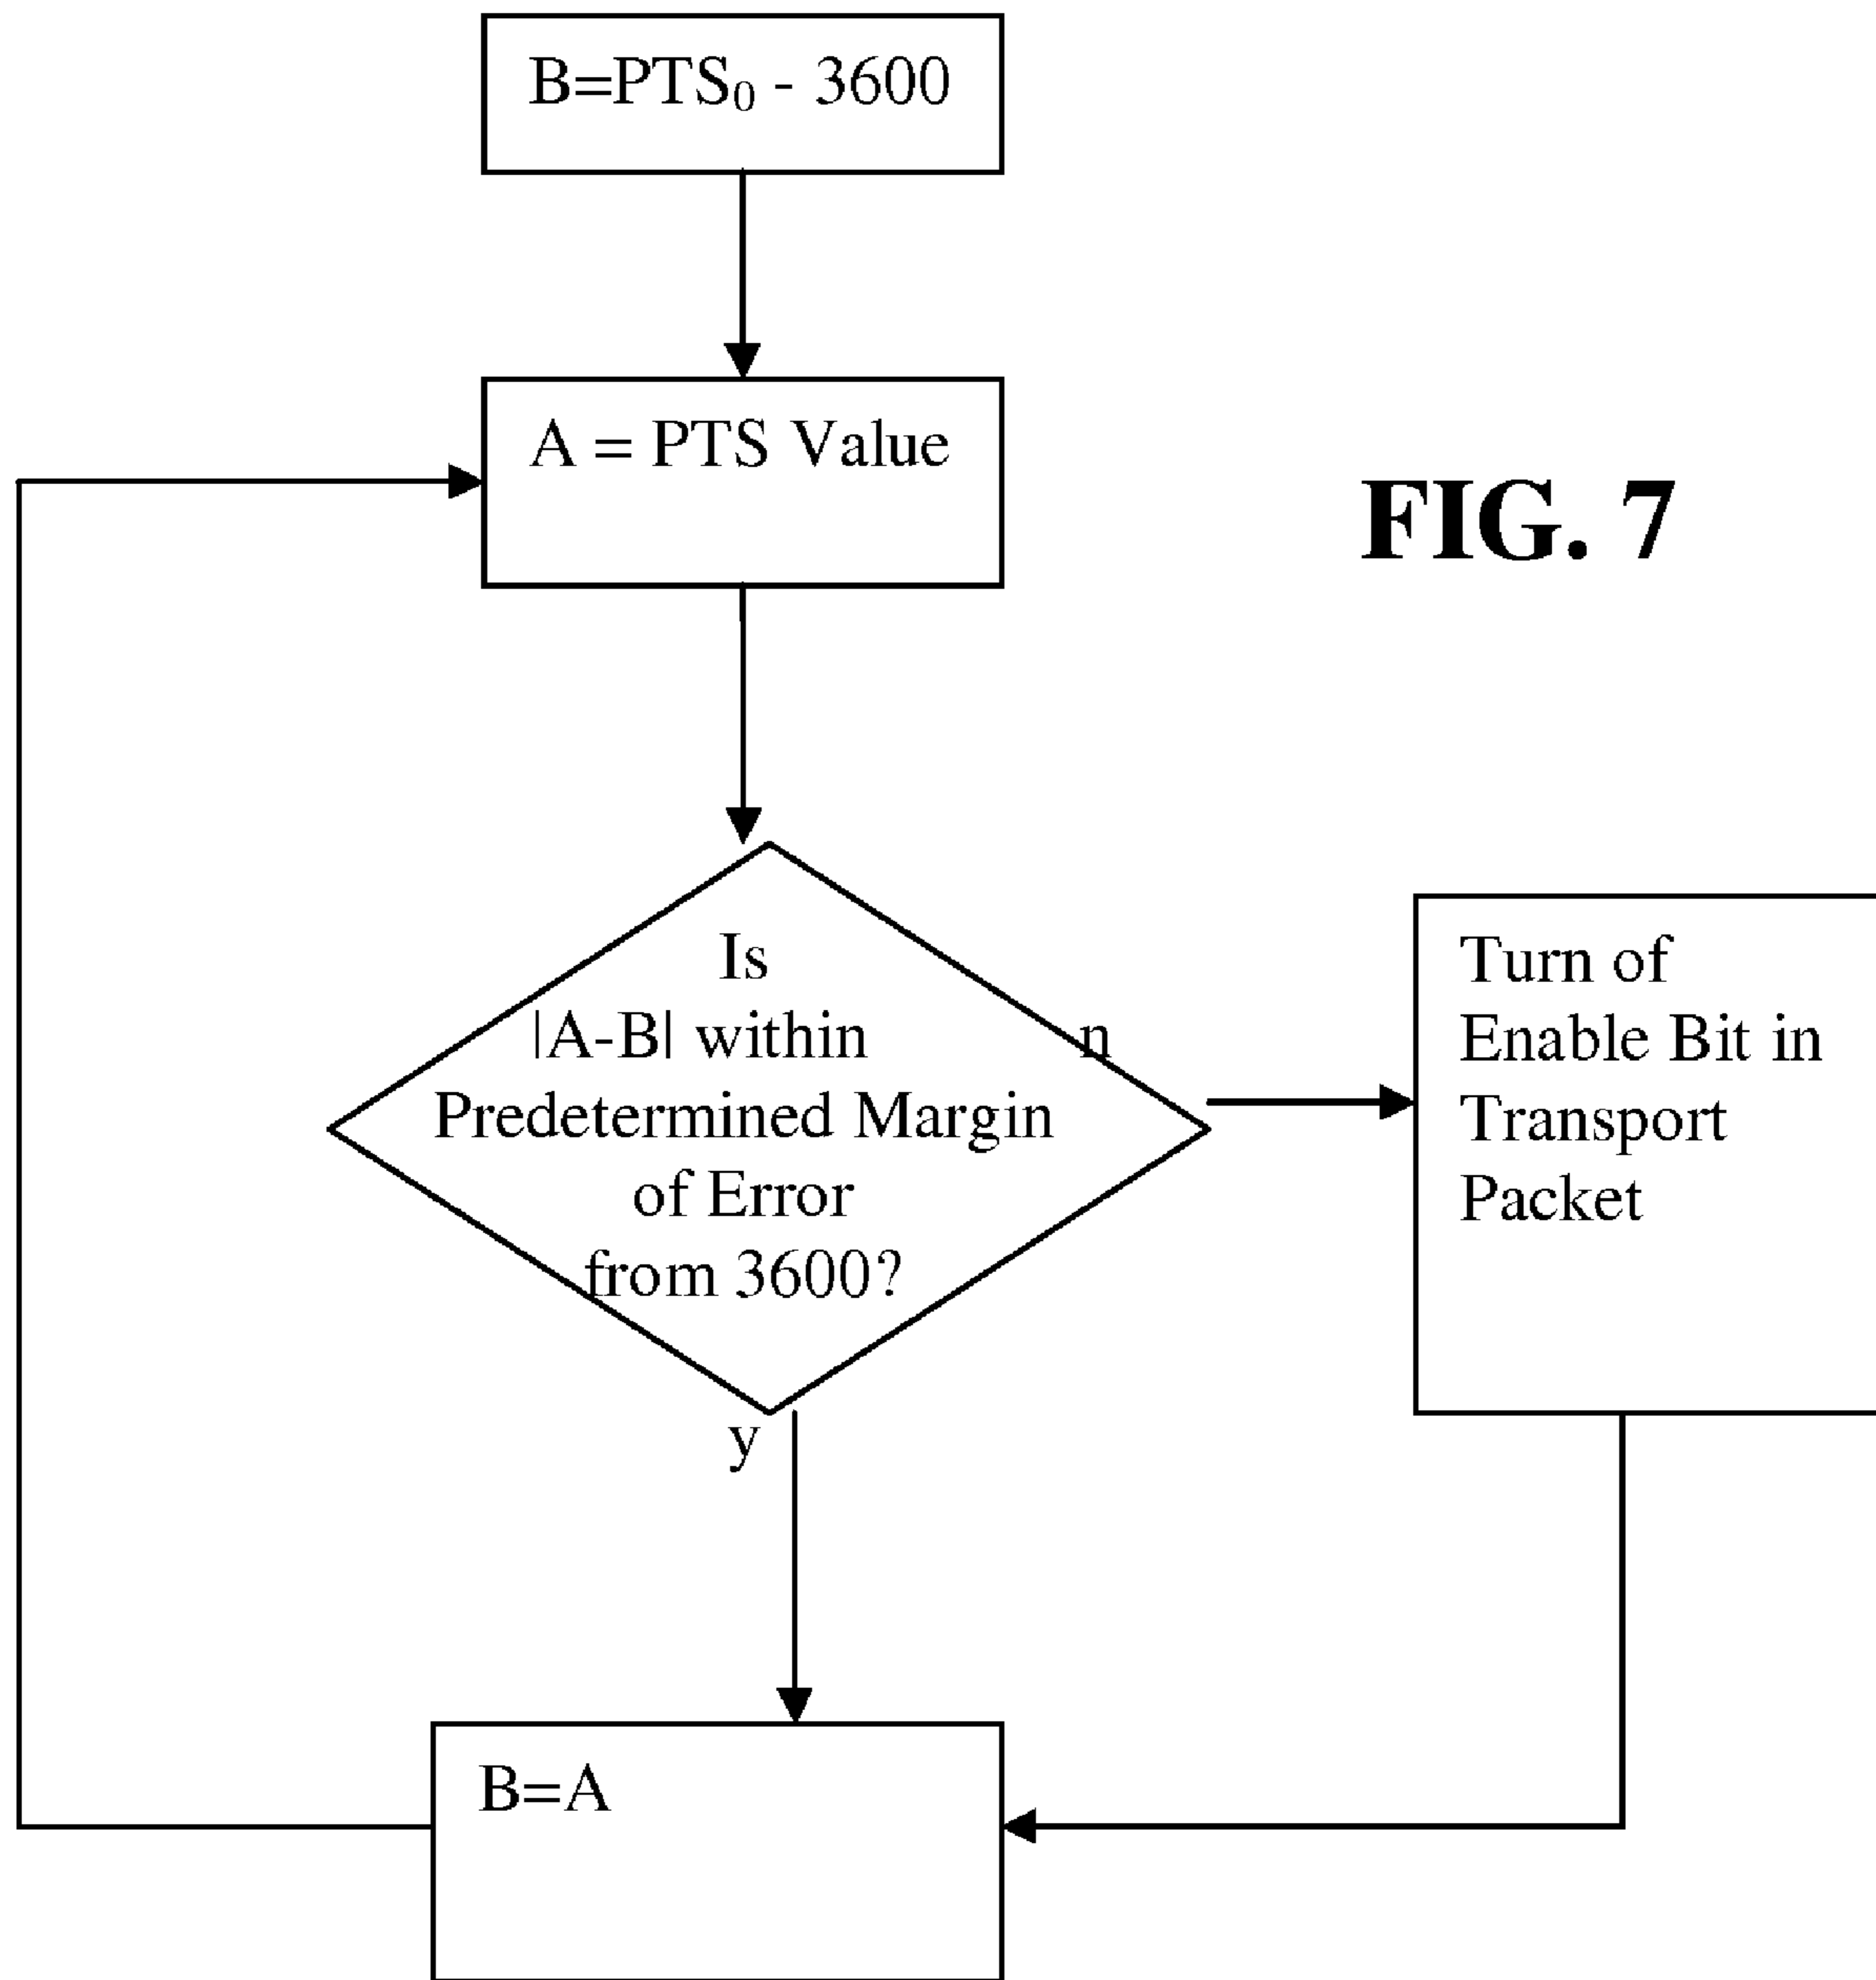 B=PTS₀ - 3600
A = PTS Value
FIG. 7
Is
|A-B| within
n
Predetermined Margin
of Error
from 3600?
Turn of
Enable Bit in
Transport
Packet
y
B=A